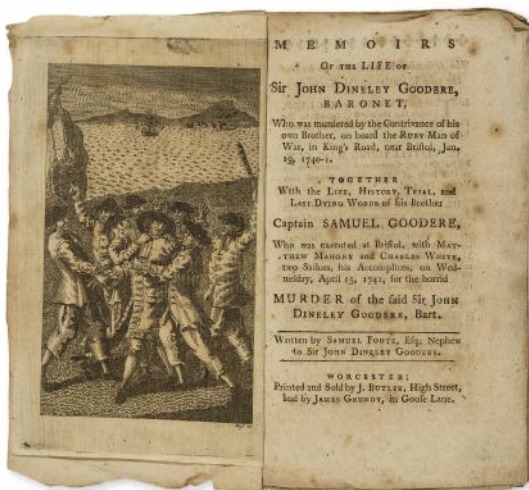 MEMOIRS
OF THE LIFE OF
Sir JOHN DINELEY GOODERE,
BARONET,
Who was murdered by the Contrivance of his
own Brother, on board the RUBY Man of
War, in King's Road, near Bristol, Jan.
19, 1740-1.
TOGETHER
With the LIFE, HISTORY, TRIAL, and
LAST DYING WORDS of his Brother
Captain SAMUEL GOODERE,
Who was executed at Bristol, with MAT-
THEW MAHONY and CHARLES WHITE,
two Sailors, his Accomplices, on Wed-
nesday, April 15, 1741, for the horrid
MURDER of the said Sir JOHN
DINELEY GOODERE, Bart.
Written by SAMUEL FOOTE, Esq; Nephew
to Sir JOHN DINELEY GOODERE.
WORCESTER;
Printed and Sold by J. BUTLER, High Street,
and by JAMES GRUNDY, in Goose Lane.